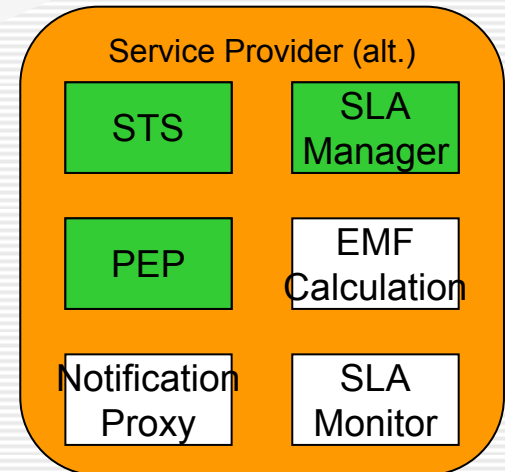 Service Provider (alt.)
STS
SLA
Manager
PEP
EMF
Calculation
Notification
Proxy
SLA
Monitor